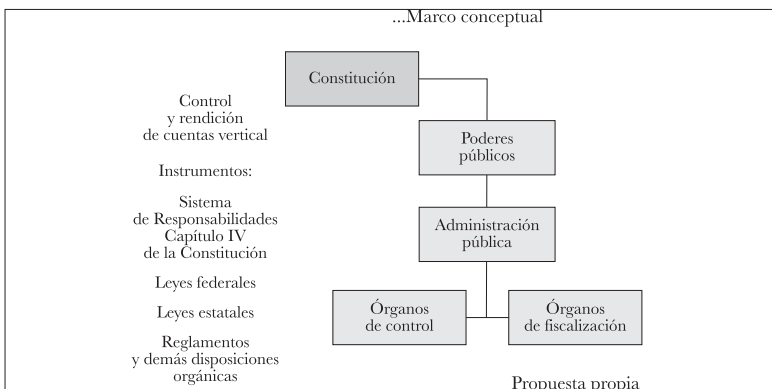 ...Marco conceptual
Constitución
Control
y rendición
de cuentas vertical
Instrumentos:
Sistema
de Responsabilidades
Capítulo IV
de la Constitución
Leyes federales
Leyes estatales
Reglamentos
y demás disposiciones
orgánicas
Poderes
públicos
Administración
pública
Órganos
de control
Órganos
de fiscalización
Propuesta propia